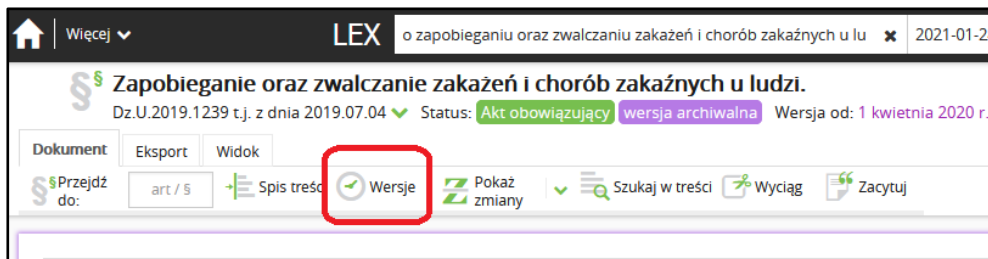 Więcej LEX o zapobieganiu oraz zwalczaniu zakażeń i chorób zakaźnych u lu 2021-01-2
Zapobieganie oraz zwalczanie zakażeń i chorób zakaźnych u ludzi.
Dz.U.2019.1239 t.j. z dnia 2019.07.04 Status: Akt obowiązujący wersja archiwalna Wersja od: 1 kwietnia 2020 r.
Dokument Eksport Widok
§§ Przejdź do: art / § Spis treśc Wersje Pokaż zmiany Szukaj w treści Wyciąg Zacytuj